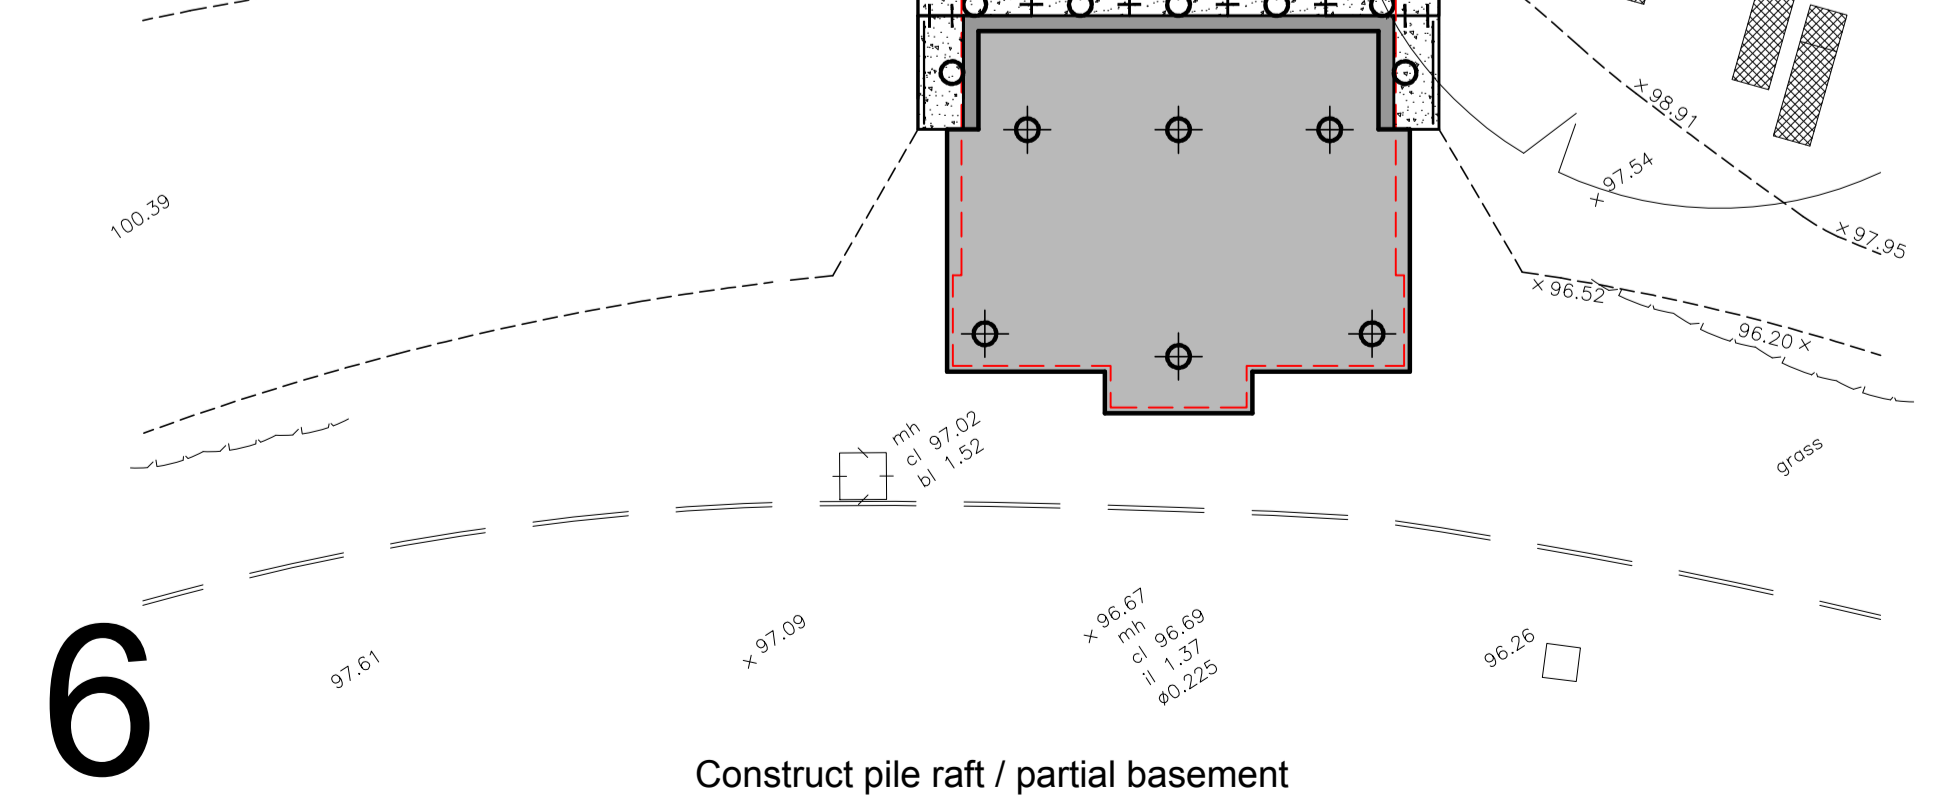 98.91
97.54
100.39
97.95
96.52
96.20
mh
cl 97.02
bl 1.52
grass
97.61
97.09
96.67
mh
cl 96.69
il 1.37
ø0.225
96.26
6
Construct pile raft / partial basement